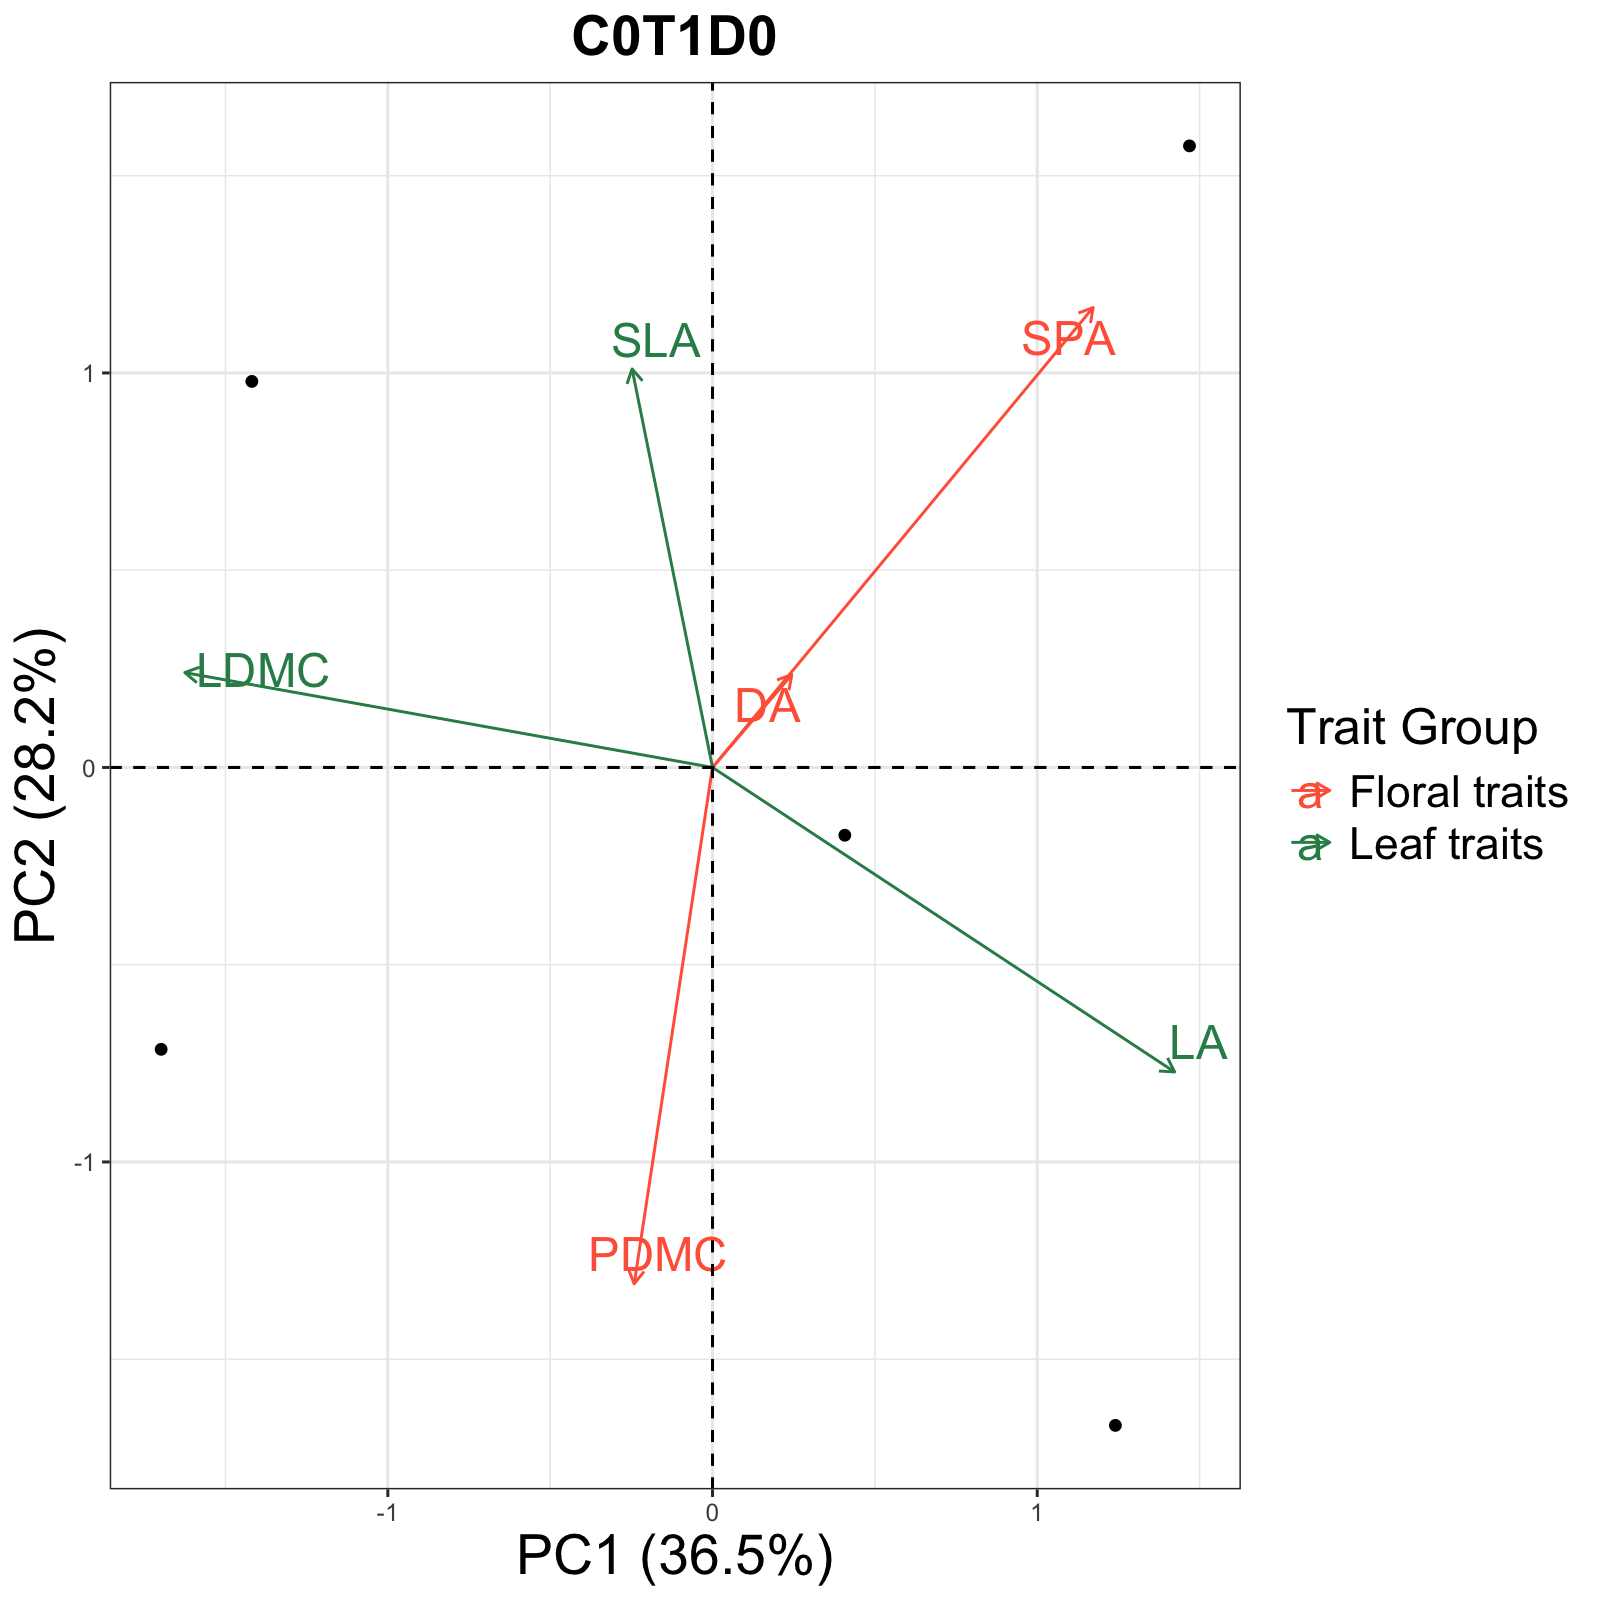 C0T1D0
SLA
SPA
1
LDMC
DA
0
LA
-1
PDMC
-1
0
1
PC1 (36.5%)
PC2 (28.2%)
Trait Group
a Floral traits
a Leaf traits